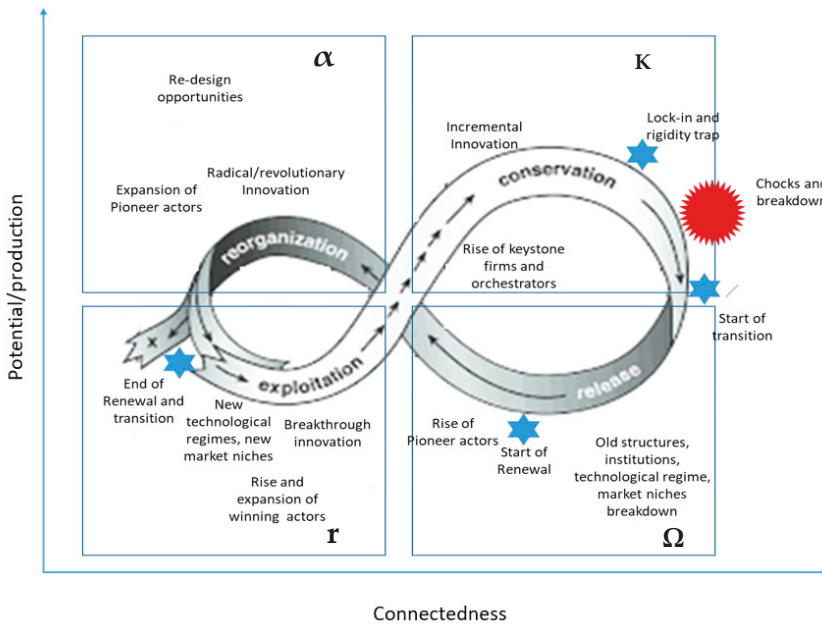 α
K
Re-design
opportunities
Incremental
Innovation
Lock-in and
rigidity trap
Radical/revolutionary
Innovation
Expansion of
Pioneer actors
conservation
Chocks and
breakdown
reorganization
Rise of keystone
firms and
orchestrators
Start of
transition
Potential/production
x
exploitation
release
End of
Renewal and
transition
New
technological
regimes, new
market niches
Breakthrough
innovation
Rise of
Pioneer actors
Start of
Renewal
Old structures,
institutions,
technological regime,
market niches
breakdown
Rise and
expansion of
winning actors
r
Ω
Connectedness